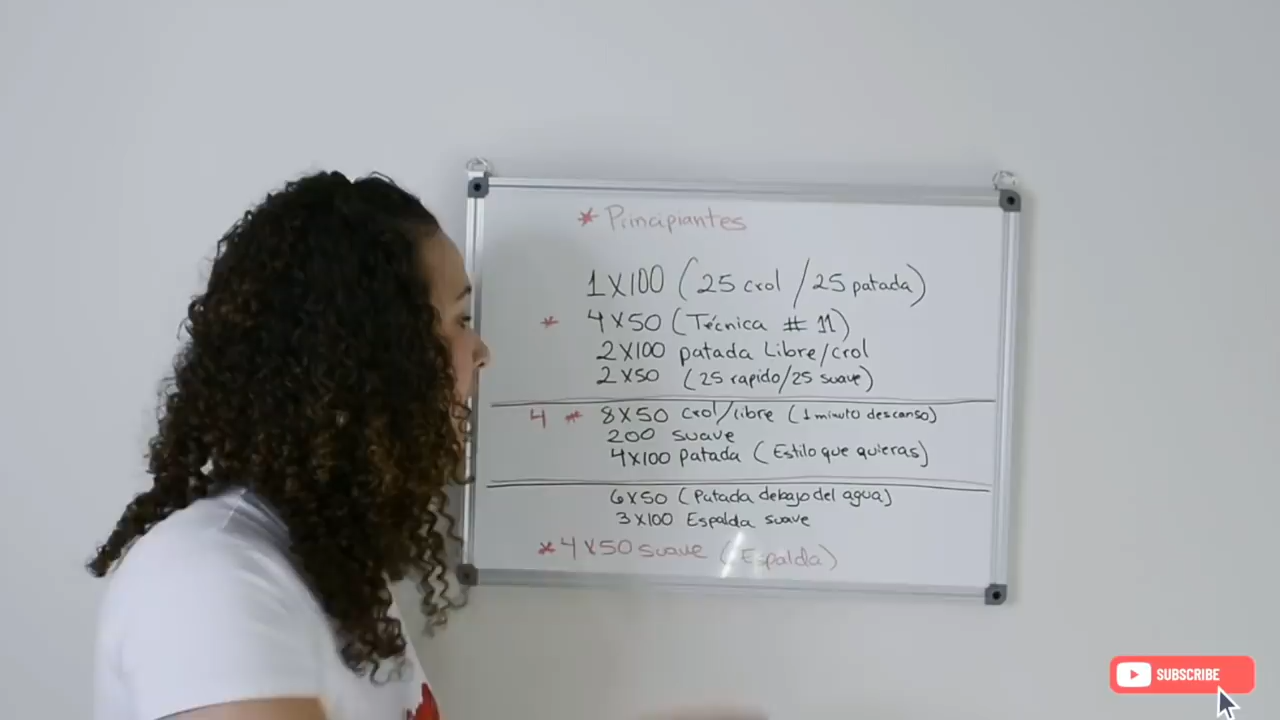 * Principiantes
1X100 (25 crol /25 patada)
* 4X50 (Técnica # 11)
2X100 patada Libre/crol
2X50 (25 rapido/25 suave)
4 * 8X50 crol/libre (1 minuto descanso)
200 suave
4X100 patada (Estilo que quieras)
6X50 (Patada debajo del agua)
3X100 Espalda suave
* 4X50 suave (Espalda)
SUBSCRIBE